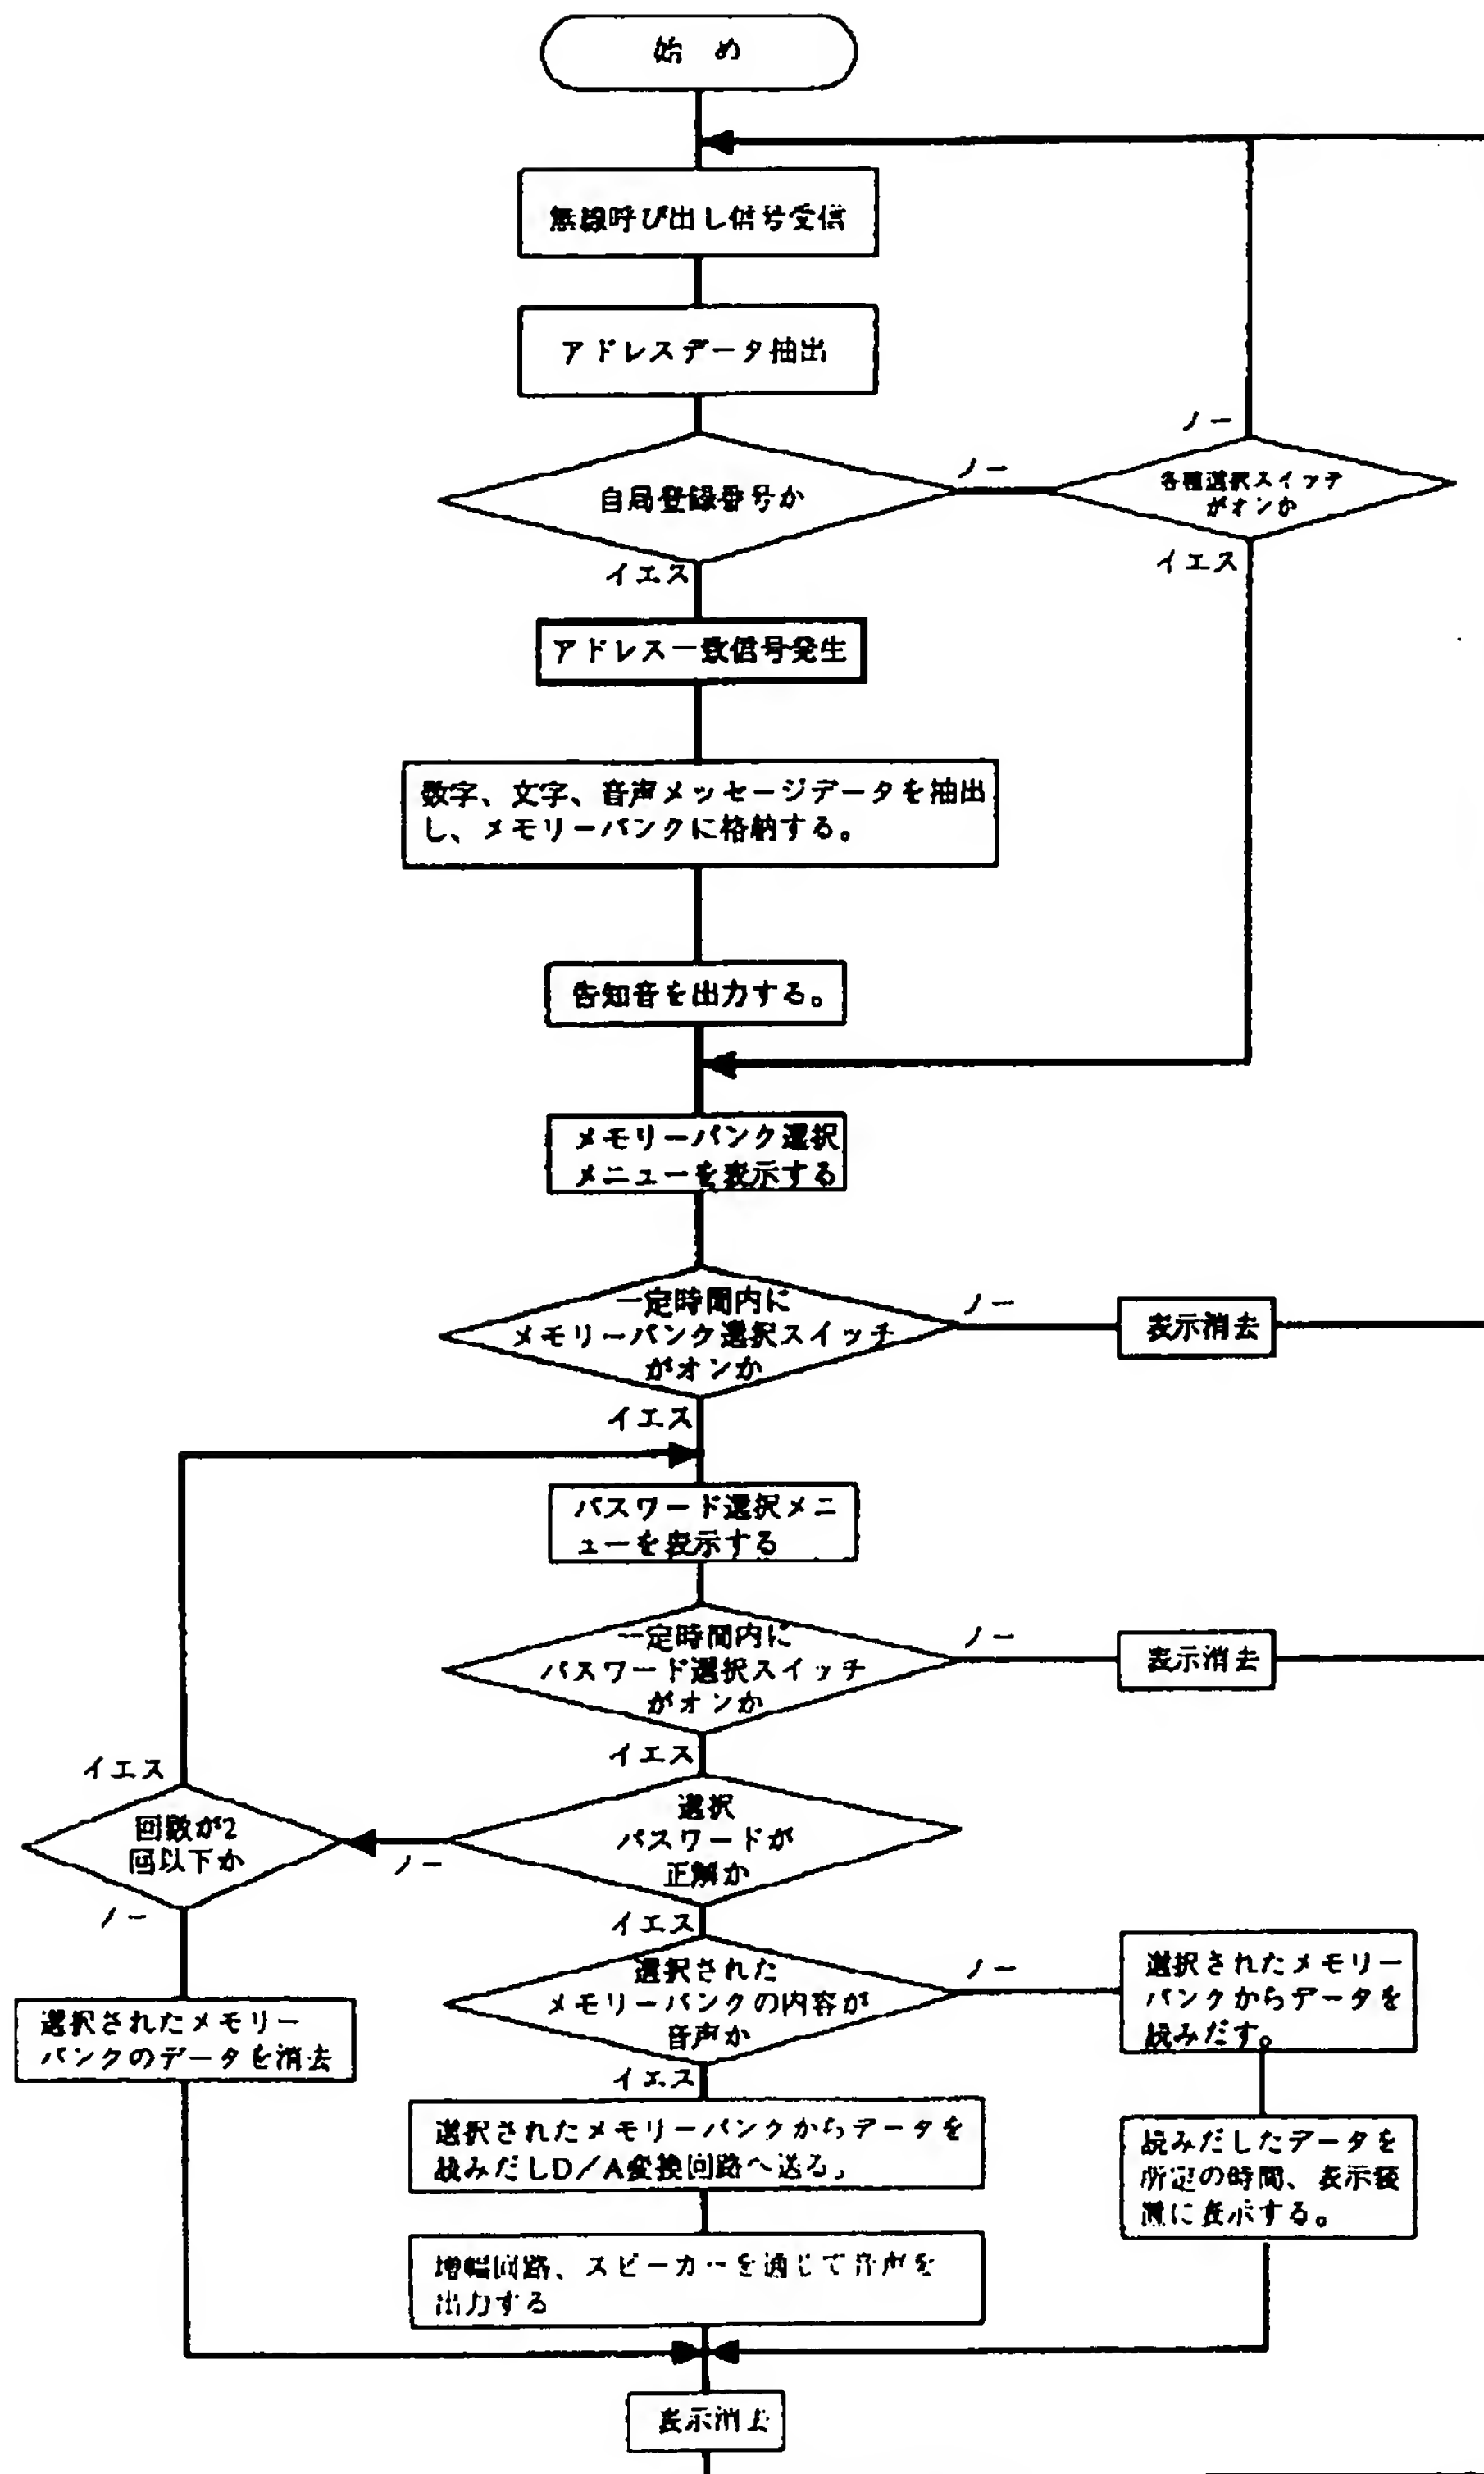 始 め
無線呼び出し信号受信
アドレスデータ抽出
自局登録番号か
ノー
ノー
各種選択スイッチ
がオンか
イエス
イエス
アドレス一致信号発生
数字、文字、音声メッセージデータを抽出
し、メモリーバンクに格納する。
告知音を出力する。
メモリーバンク選択
メニューを表示する
一定時間内に
メモリーバンク選択スイッチ
がオンか
ノー
表示消去
イエス
パスワード選択メニ
ューを表示する
一定時間内に
パスワード選択スイッチ
がオンか
ノー
表示消去
イエス
選択
パスワードが
正解か
ノー
イエス
回数が2
回以下か
ノー
選択されたメモリー
バンクのデータを消去
イエス
選択された
メモリーバンクの内容が
音声か
ノー
選択されたメモリー
バンクからデータを
読みだす。
読みだしたデータを
所定の時間、表示装
置に表示する。
イエス
選択されたメモリーバンクからデータを
読みだしD/A変換回路へ送る。
増幅回路、スピーカーを通じて音声を
出力する
表示消去